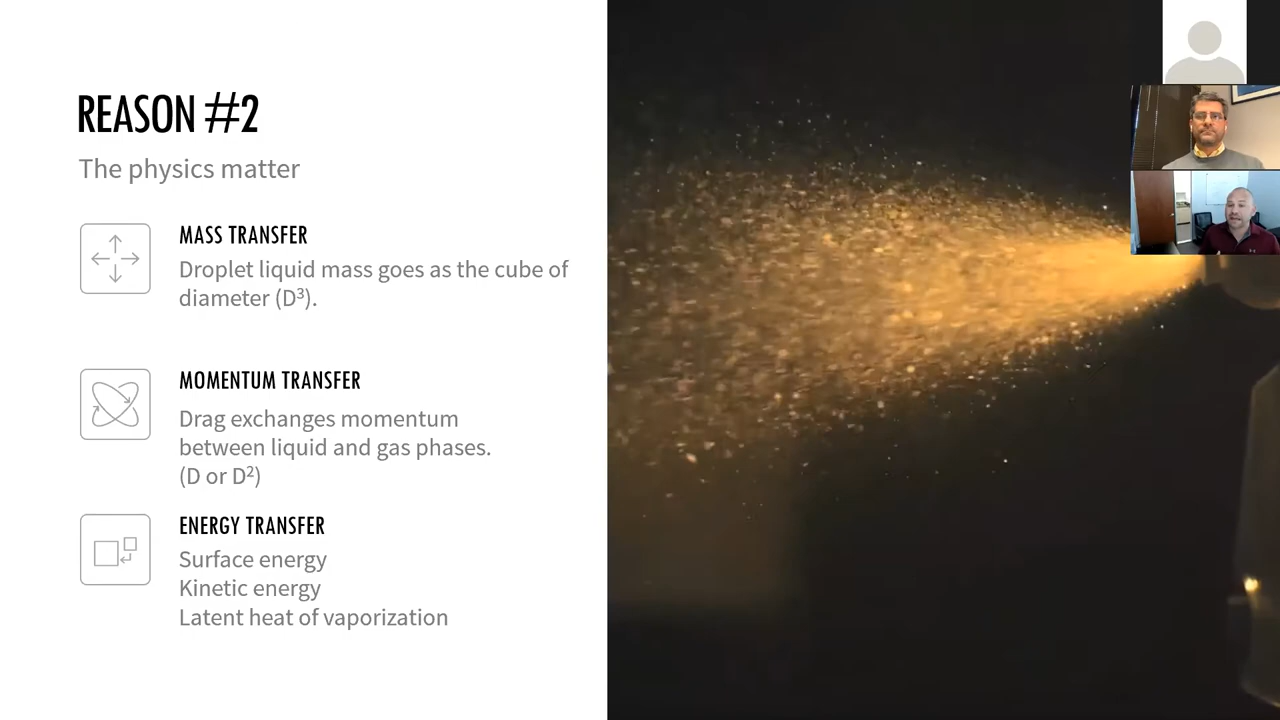 REASON #2
The physics matter
MASS TRANSFER
Droplet liquid mass goes as the cube of
diameter (D³).
MOMENTUM TRANSFER
Drag exchanges momentum
between liquid and gas phases.
(D or D²)
ENERGY TRANSFER
Surface energy
Kinetic energy
Latent heat of vaporization